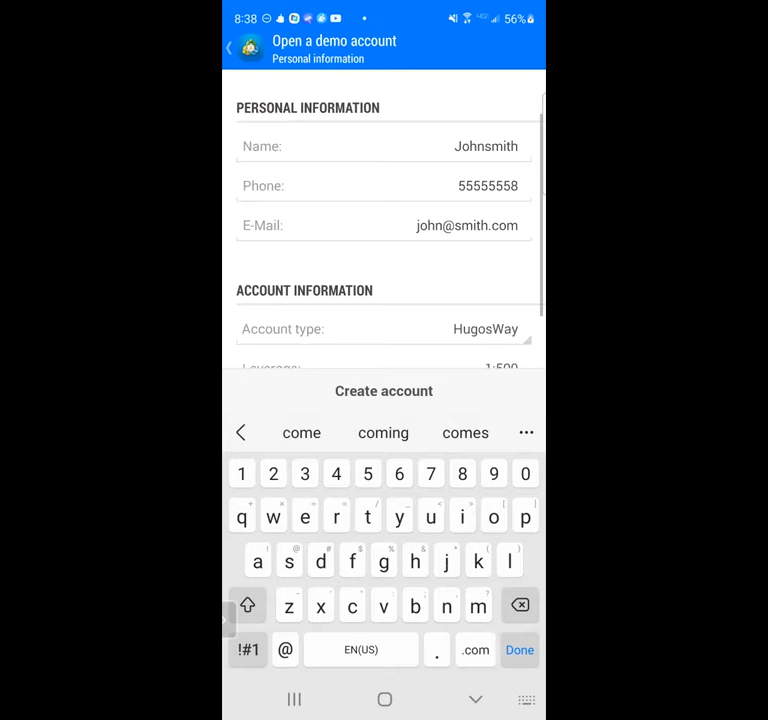 8:38 56%
Open a demo account
Personal information
PERSONAL INFORMATION
Name: Johnsmith
Phone: 55555558
E-Mail: john@smith.com
ACCOUNT INFORMATION
Account type: HugosWay
Leverage: 1:500
Create account
come coming comes ...
1 2 3 4 5 6 7 8 9 0
q w e r t y u i o p
a s d f g h j k l
z x c v b n m
!#1 @ EN(US) . .com Done